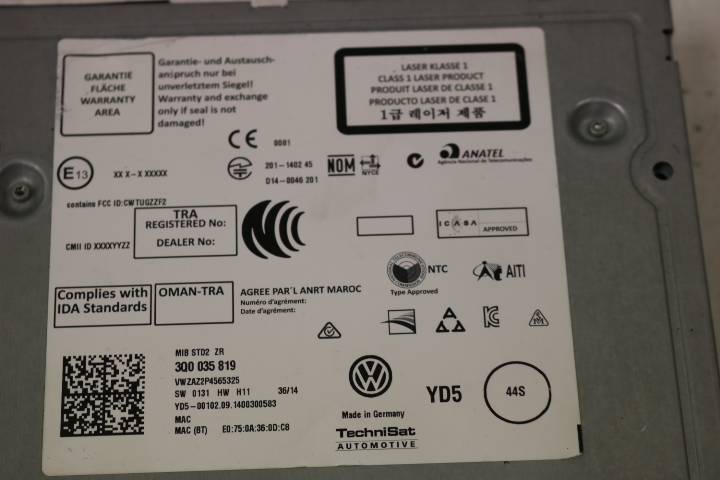 GARANTIE
FLÄCHE
WARRANTY
AREA
Garantie- und Austausch-
anspruch nur bei
unverletztem Siegel!
Warranty and exchange
only if seal is not
damaged!
LASER KLASSE 1
CLASS 1 LASER PRODUCT
PRODUIT LASER DE CLASSE 1
PRODUCTO LASER DE CLASE 1
1급 레이저 제품
CE 0081
E13
XX X-X XXXXX
201-1402 45
D14-0046 201
NOM
NYCE
ANATEL
Agência Nacional de Telecomunicações
contains FCC ID:CWTUGZZF2
TRA
REGISTERED No:
DEALER No:
CMII ID XXXXYYZZ
ICASA
APPROVED
NTC
Type Approved
AITI
Complies with
IDA Standards
OMAN-TRA
AGREE PAR'L ANRT MAROC
Numéro d'agrément:
Date d'agrément:
MIB STD2 ZR
3Q0 035 819
VWZAZ2P4565325
SW 0131 HW H11 36/14
YD5-00102.09.1400300583
MAC
MAC (BT) E0:75:0A:36:0D:C8
Made in Germany
TechniSat
AUTOMOTIVE
YD5
44S